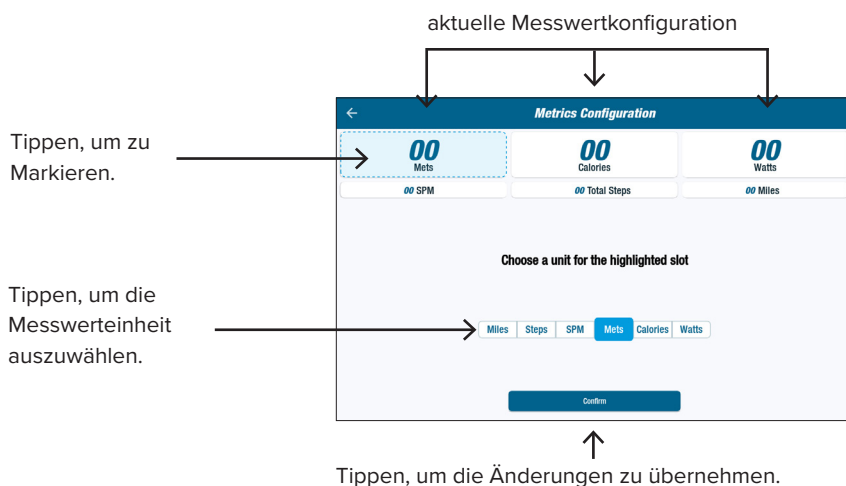 aktuelle Messwertkonfiguration
Metrics Configuration
Tippen, um zu
Markieren.
00
Mets
00
Calories
00
Watts
00 SPM
00 Total Steps
00 Miles
Choose a unit for the highlighted slot
Tippen, um die
Messwerteinheit
auszuwählen.
Miles Steps SPM Mets Calories Watts
Confirm
Tippen, um die Änderungen zu übernehmen.